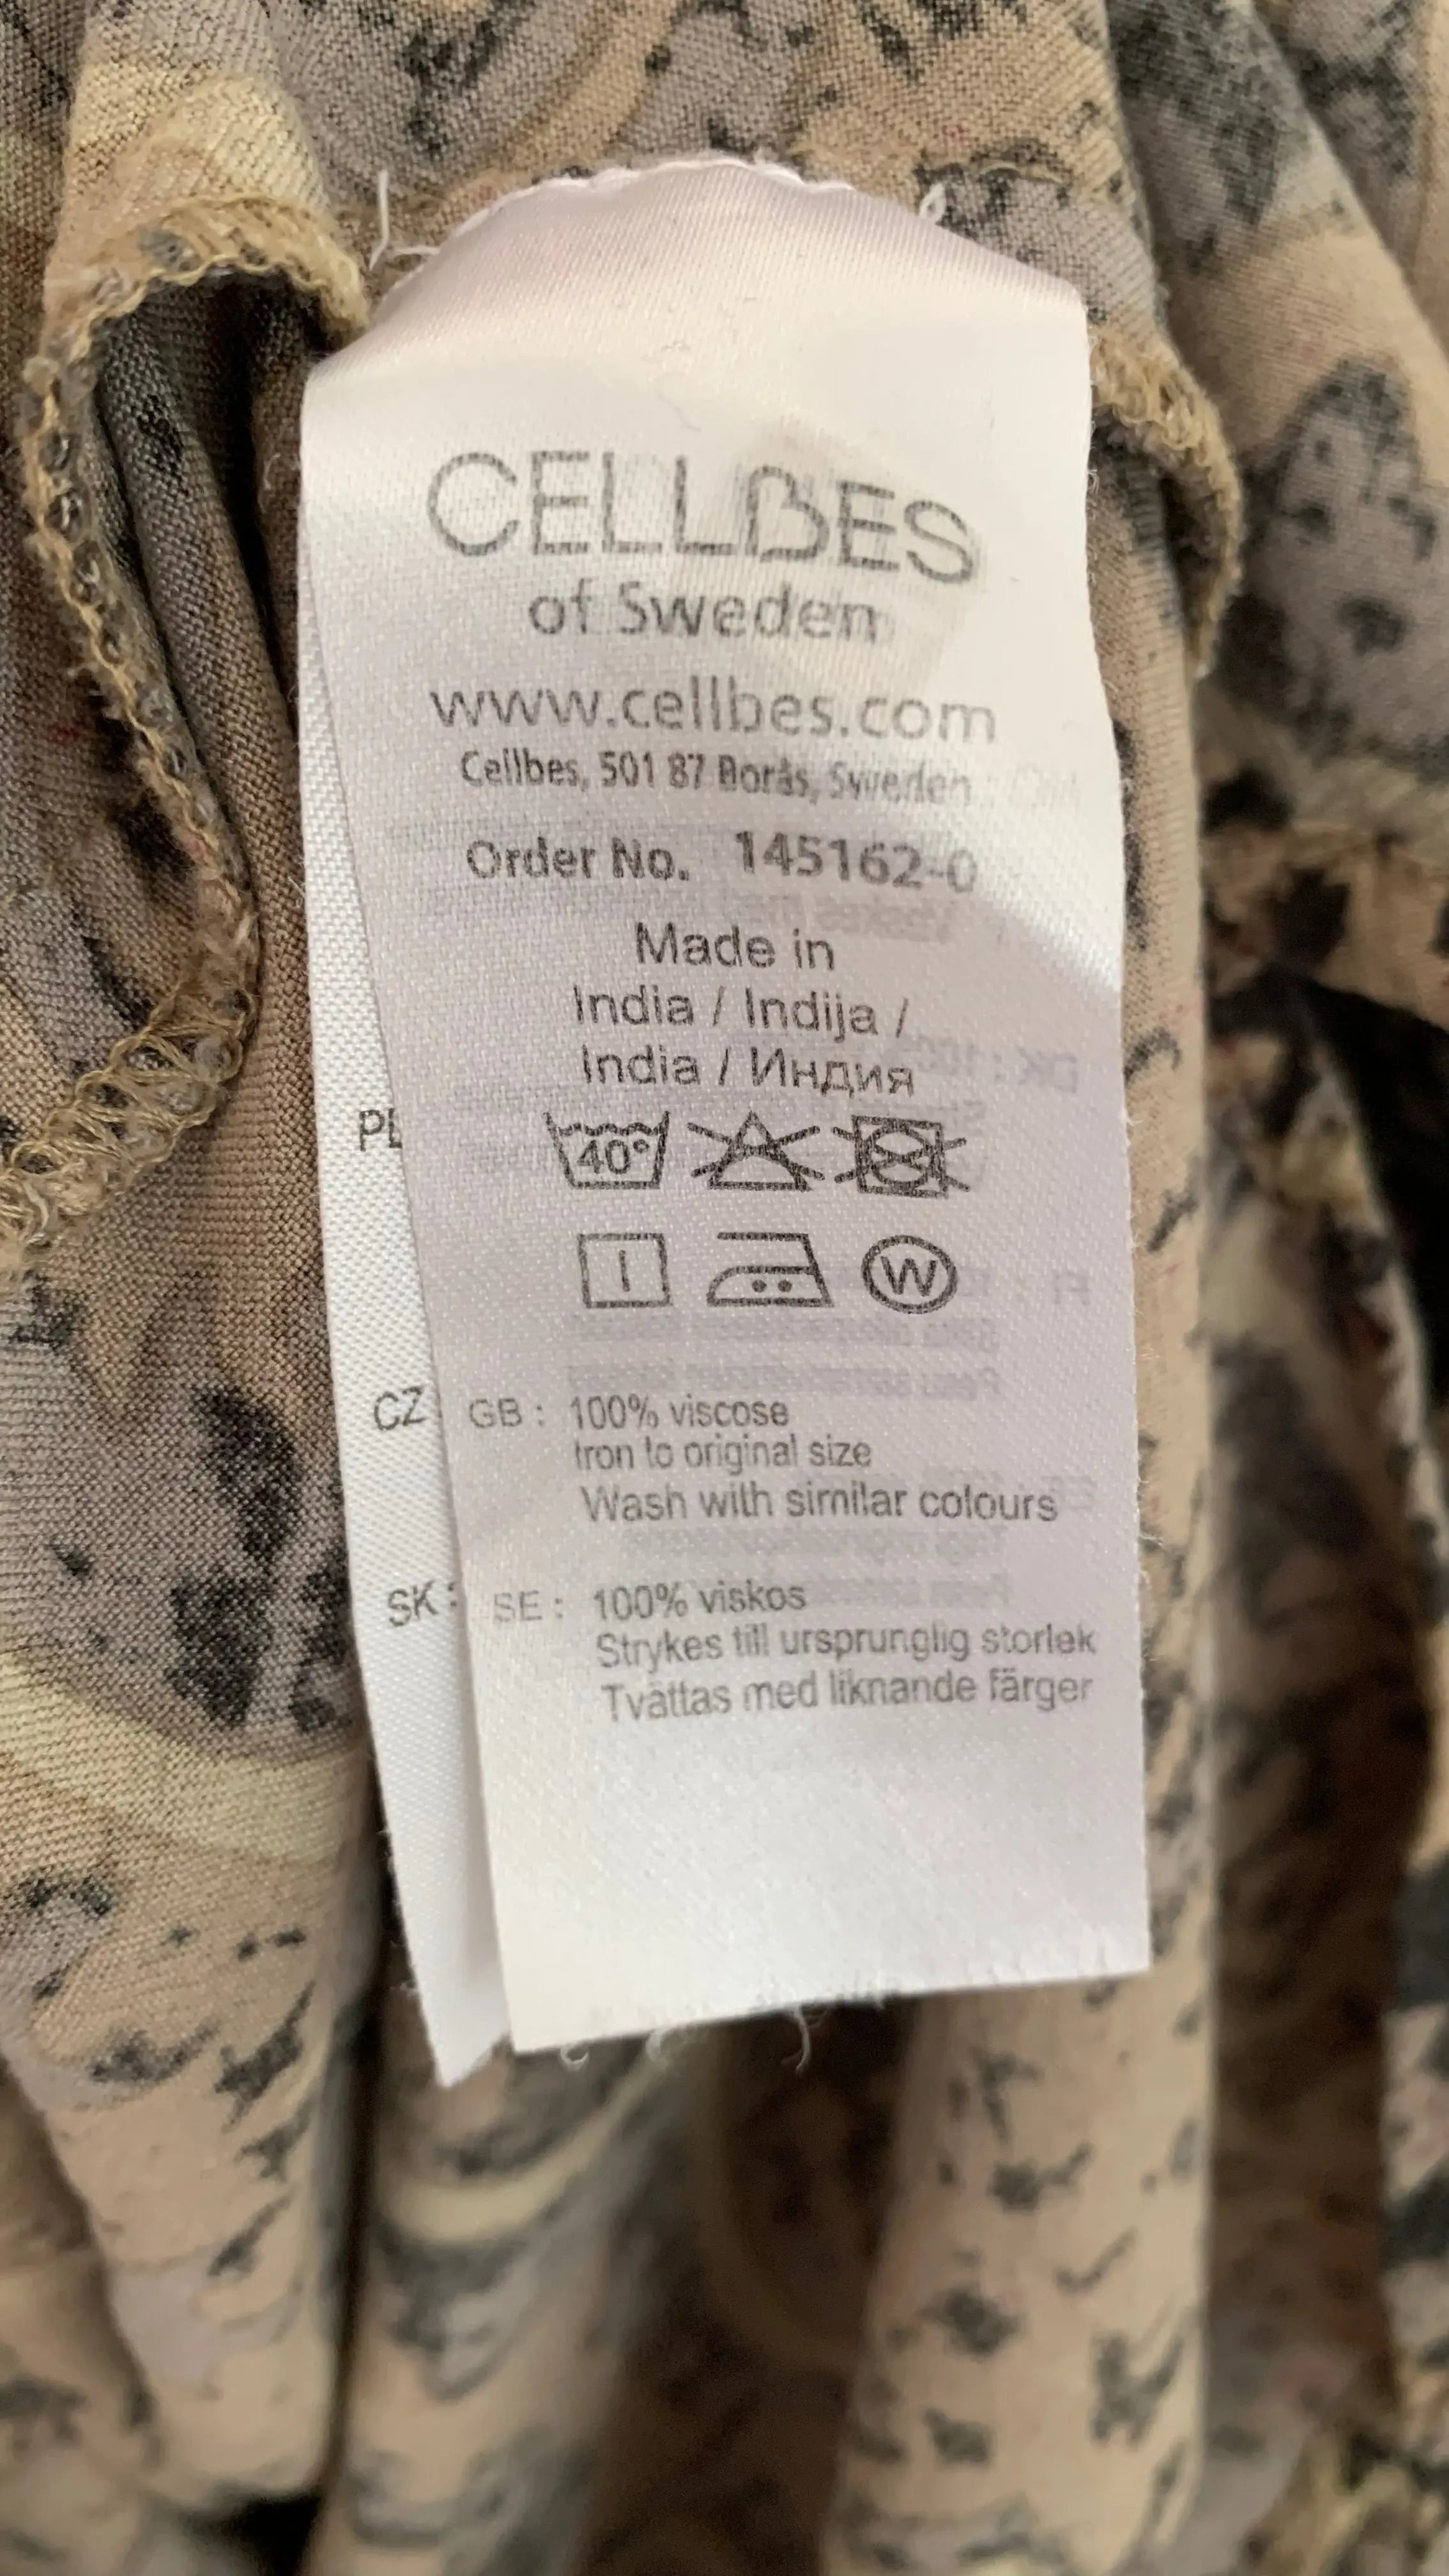 CELLBES
of Sweden
www.cellbes.com
Cellbes, 501 87 Borås, Sweden
Order No. 145162-0
Made in
India / Indija /
India / Индия
40°
W
PL
CZ
GB : 100% viscose
Iron to original size
Wash with similar colours
SK :
SE : 100% viskos
Strykes till ursprunglig storlek
Tvättas med liknande färger